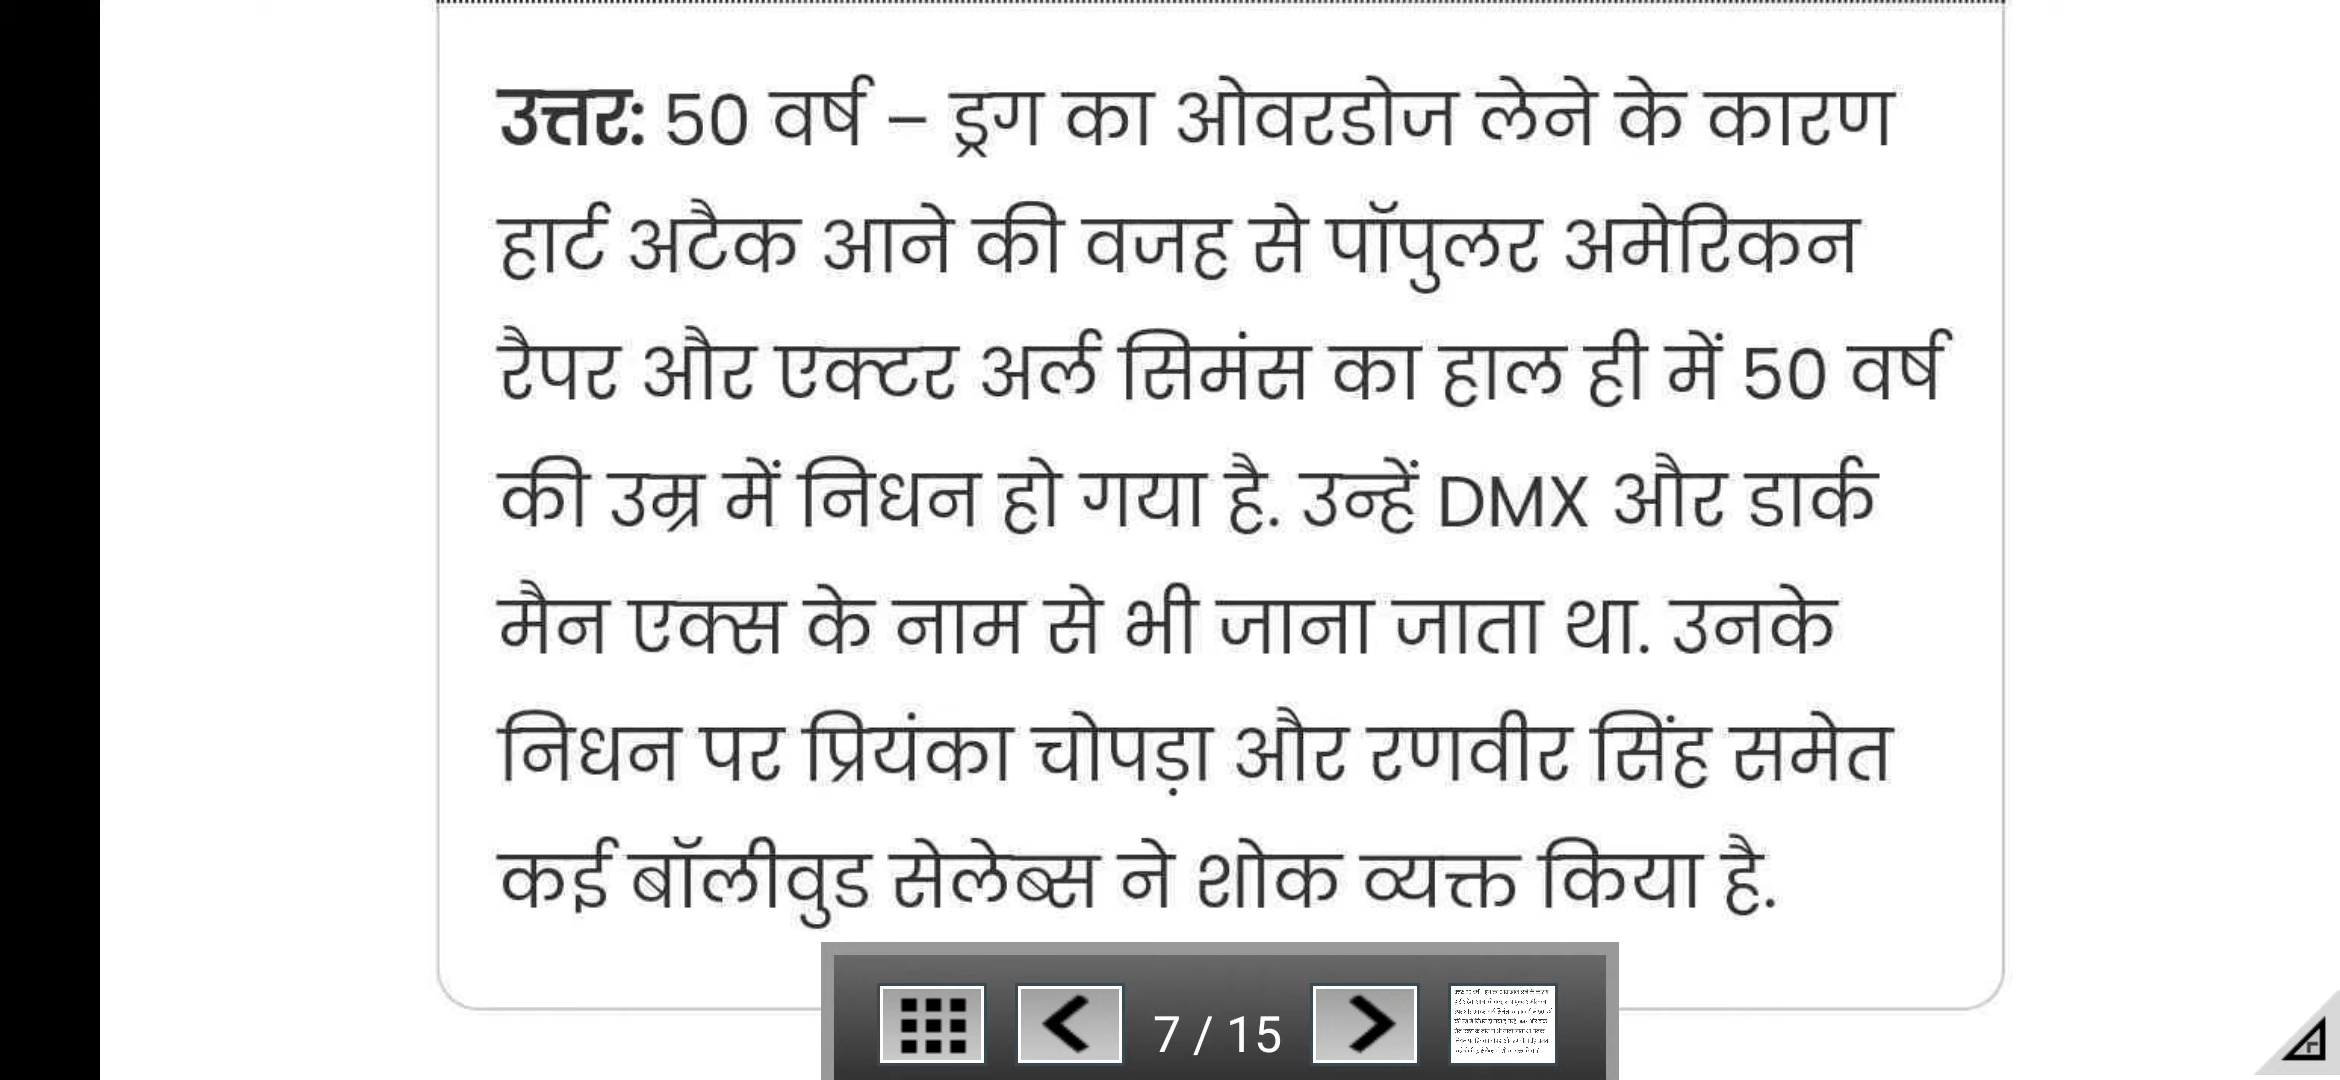 उत्तर: 50 वर्ष – ड्रग का ओवरडोज लेने के कारण
हार्ट अटैक आने की वजह से पॉपुलर अमेरिकन
रैपर और एक्टर अर्ल सिमंस का हाल ही में 50 वर्ष
की उम्र में निधन हो गया है. उन्हें DMX और डार्क
मैन एक्स के नाम से भी जाना जाता था. उनके
निधन पर प्रियंका चोपड़ा और रणवीर सिंह समेत
कई बॉलीवुड सेलेब्स ने शोक व्यक्त किया है.
7 / 15